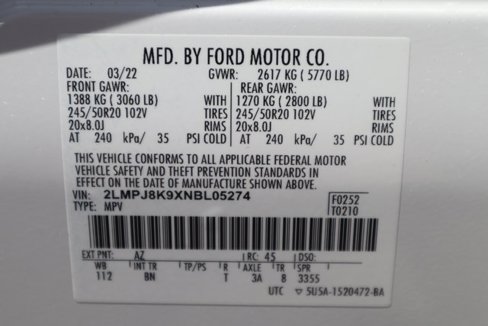 MFD. BY FORD MOTOR CO.
DATE: 03/22 GVWR: 2617 KG ( 5770 LB)
FRONT GAWR: REAR GAWR:
1388 KG ( 3060 LB) WITH 1270 KG ( 2800 LB) WITH
245/50R20 102V TIRES 245/50R20 102V TIRES
20x8.0J RIMS 20x8.0J RIMS
AT 240 kPa/ 35 PSI COLD AT 240 kPa/ 35 PSI COLD
THIS VEHICLE CONFORMS TO ALL APPLICABLE FEDERAL MOTOR
VEHICLE SAFETY AND THEFT PREVENTION STANDARDS IN
EFFECT ON THE DATE OF MANUFACTURE SHOWN ABOVE.
VIN: 2LMPJ8K9XNBL05274 F0252
TYPE: MPV T0210
EXT PNT: AZ RC: 45 DSO:
WB INT TR TP/PS R AXLE TR SPR
112 BN T 3A 8 3355
UTC 5U5A-1520472-BA